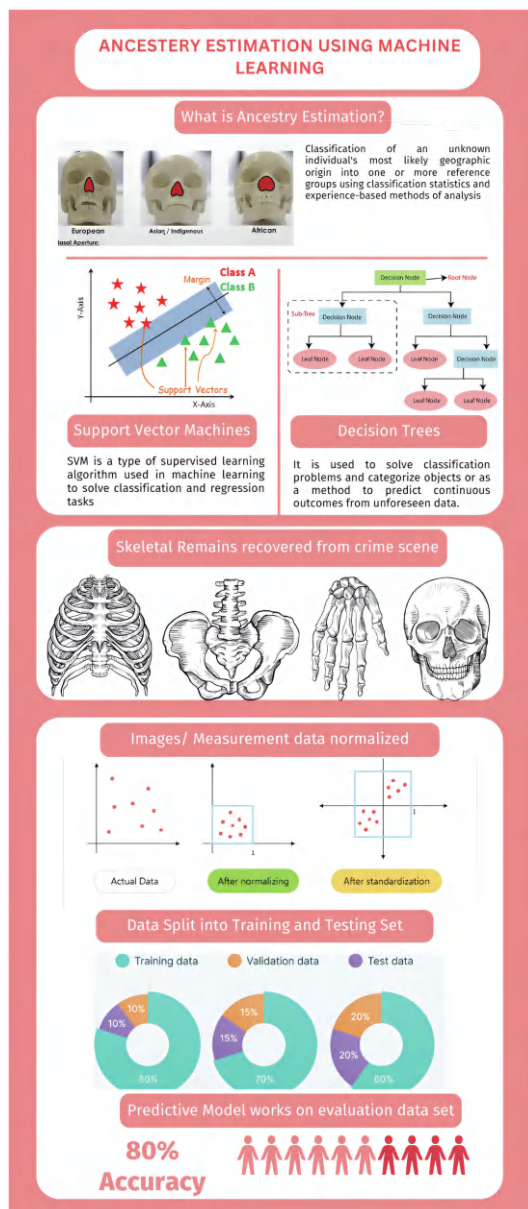 ANCESTERY ESTIMATION USING MACHINE
LEARNING
What is Ancestry Estimation?
European
Asian / Indigenous
African
Nasal Aperture:
Classification of an unknown
individual's most likely geographic
origin into one or more reference
groups using classification statistics and
experience-based methods of analysis
Y-Axis
Margin
Class A
Class B
Support Vectors
X-Axis
Decision Node
Root Node
Sub-Tree
Decision Node
Decision Node
Leaf Node
Leaf Node
Leaf Node
Decision Node
Leaf Node
Leaf Node
Support Vector Machines
SVM is a type of supervised learning
algorithm used in machine learning
to solve classification and regression
tasks
Decision Trees
It is used to solve classification
problems and categorize objects or as
a method to predict continuous
outcomes from unforeseen data.
Skeletal Remains recovered from crime scene
Images/ Measurement data normalized
1
1
Actual Data
After normalizing
After standardization
Data Split into Training and Testing Set
Training data
Validation data
Test data
10%
10%
80%
15%
15%
70%
20%
20%
60%
Predictive Model works on evaluation data set
80%
Accuracy